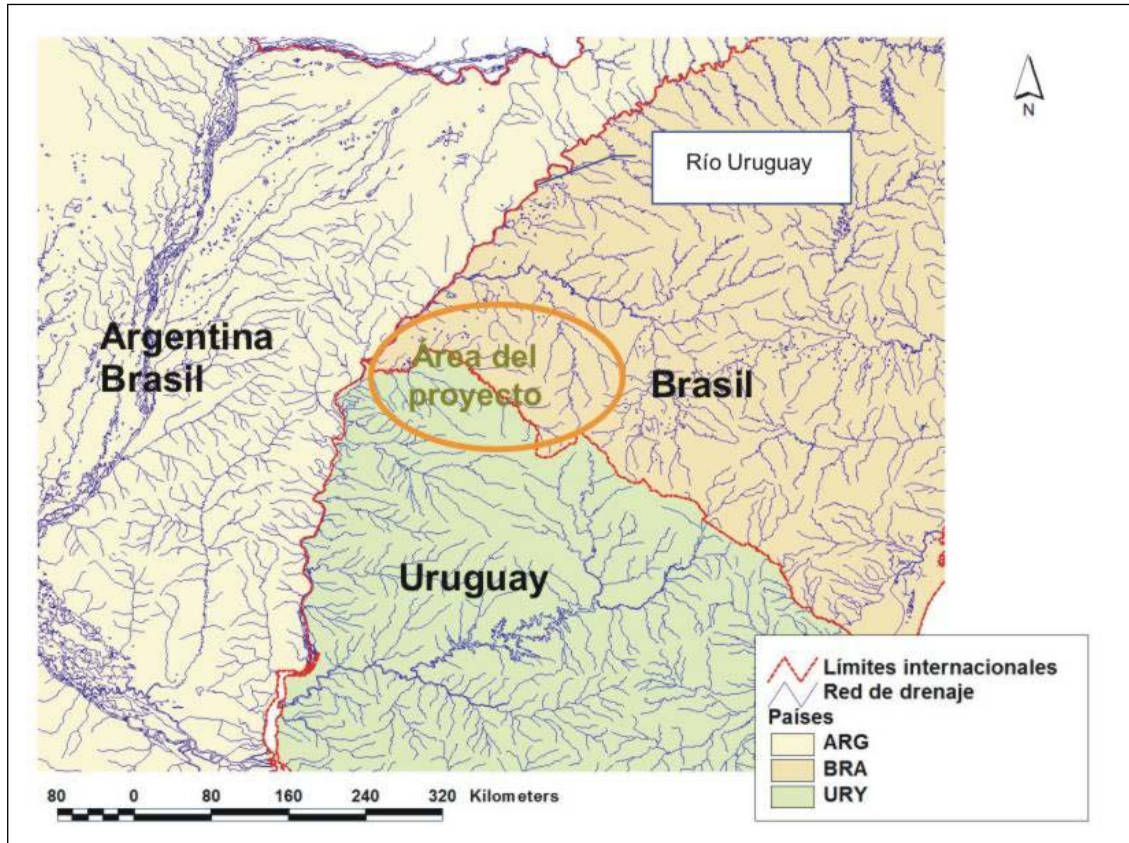 N
Río Uruguay
Argentina
Brasil
Área del
proyecto
Brasil
Uruguay
Límites internacionales
Red de drenaje
Países
ARG
BRA
URY
80 0 80 160 240 320 Kilometers